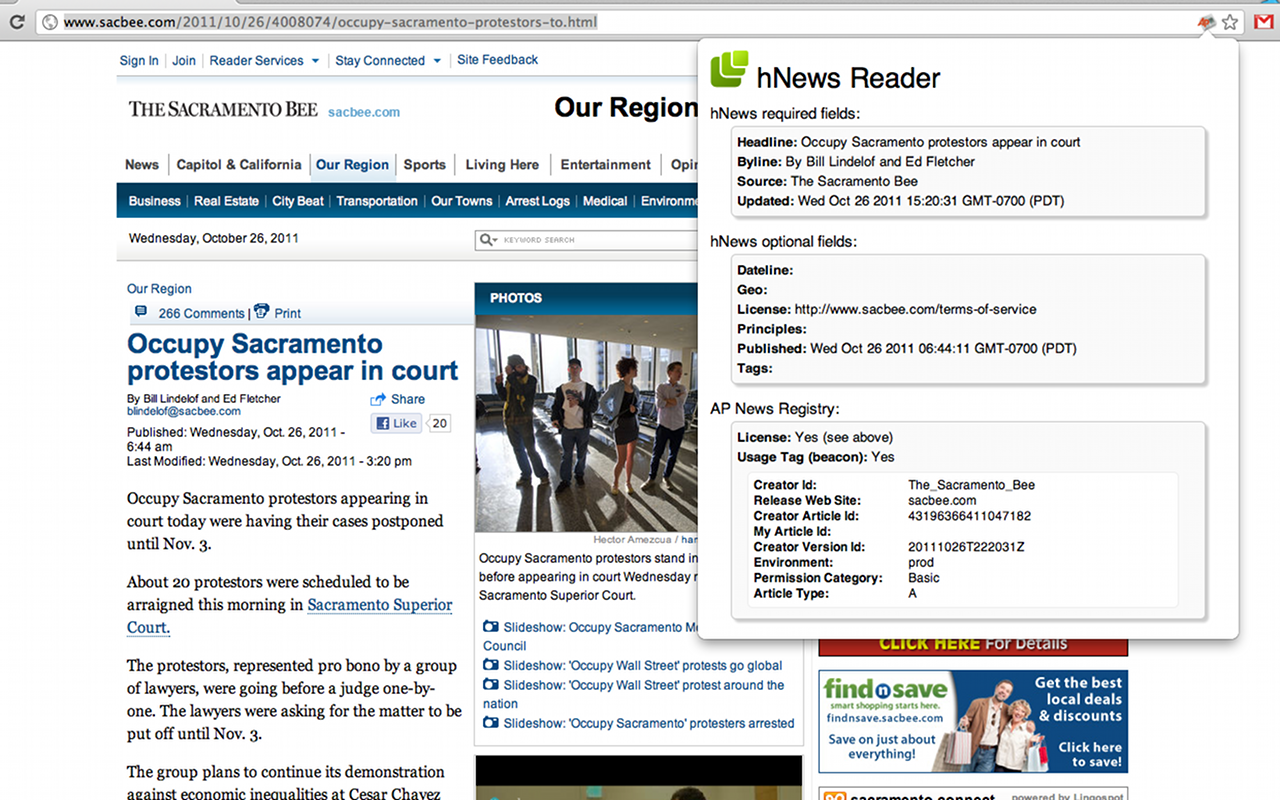 www.sacbee.com/2011/10/26/4008074/occupy-sacramento-protestors-to.html
Sign In Join Reader Services Stay Connected Site Feedback
THE SACRAMENTO BEE sacbee.com
Our Region
News Capitol & California Our Region Sports Living Here Entertainment
Business Real Estate City Beat Transportation Our Towns Arrest Logs Medical
Wednesday, October 26, 2011
KEYWORD SEARCH
Our Region
266 Comments | Print
Occupy Sacramento
protestors appear in court
By Bill Lindelof and Ed Fletcher
blindelof@sacbee.com
Share
Like 20
Published: Wednesday, Oct. 26, 2011 -
6:44 am
Last Modified: Wednesday, Oct. 26, 2011 - 3:20 pm
Occupy Sacramento protestors appearing in
court today were having their cases postponed
until Nov. 3.
About 20 protestors were scheduled to be
arraigned this morning in Sacramento Superior
Court.
The protestors, represented pro bono by a group
of lawyers, were going before a judge one-by-
one. The lawyers were asking for the matter to be
put off until Nov. 3.
The group plans to continue its demonstration
against economic inequalities at Cesar Chavez
PHOTOS
Hector Amezcua /
Occupy Sacramento protestors stand in
before appearing in court Wednesday
Sacramento Superior Court.
Slideshow: Occupy Sacramento
Council
Slideshow: 'Occupy Wall Street' protests go global
Slideshow: 'Occupy Wall Street' protest around the
nation
Slideshow: 'Occupy Sacramento' protesters arrested
hNews Reader
hNews required fields:
Headline: Occupy Sacramento protestors appear in court
Byline: By Bill Lindelof and Ed Fletcher
Source: The Sacramento Bee
Updated: Wed Oct 26 2011 15:20:31 GMT-0700 (PDT)
hNews optional fields:
Dateline:
Geo:
License: http://www.sacbee.com/terms-of-service
Principles:
Published: Wed Oct 26 2011 06:44:11 GMT-0700 (PDT)
Tags:
AP News Registry:
License: Yes (see above)
Usage Tag (beacon): Yes
Creator Id: The_Sacramento_Bee
Release Web Site: sacbee.com
Creator Article Id: 43196366411047182
My Article Id:
Creator Version Id: 20111026T222031Z
Environment: prod
Permission Category: Basic
Article Type: A
CLICK HERE For Details
findnsave
smart shopping starts here.
findnsave.sacbee.com
Save on just about
everything!
Get the best
local deals
& discounts
Click here
to save!
sacramento connect powered by Lingospot